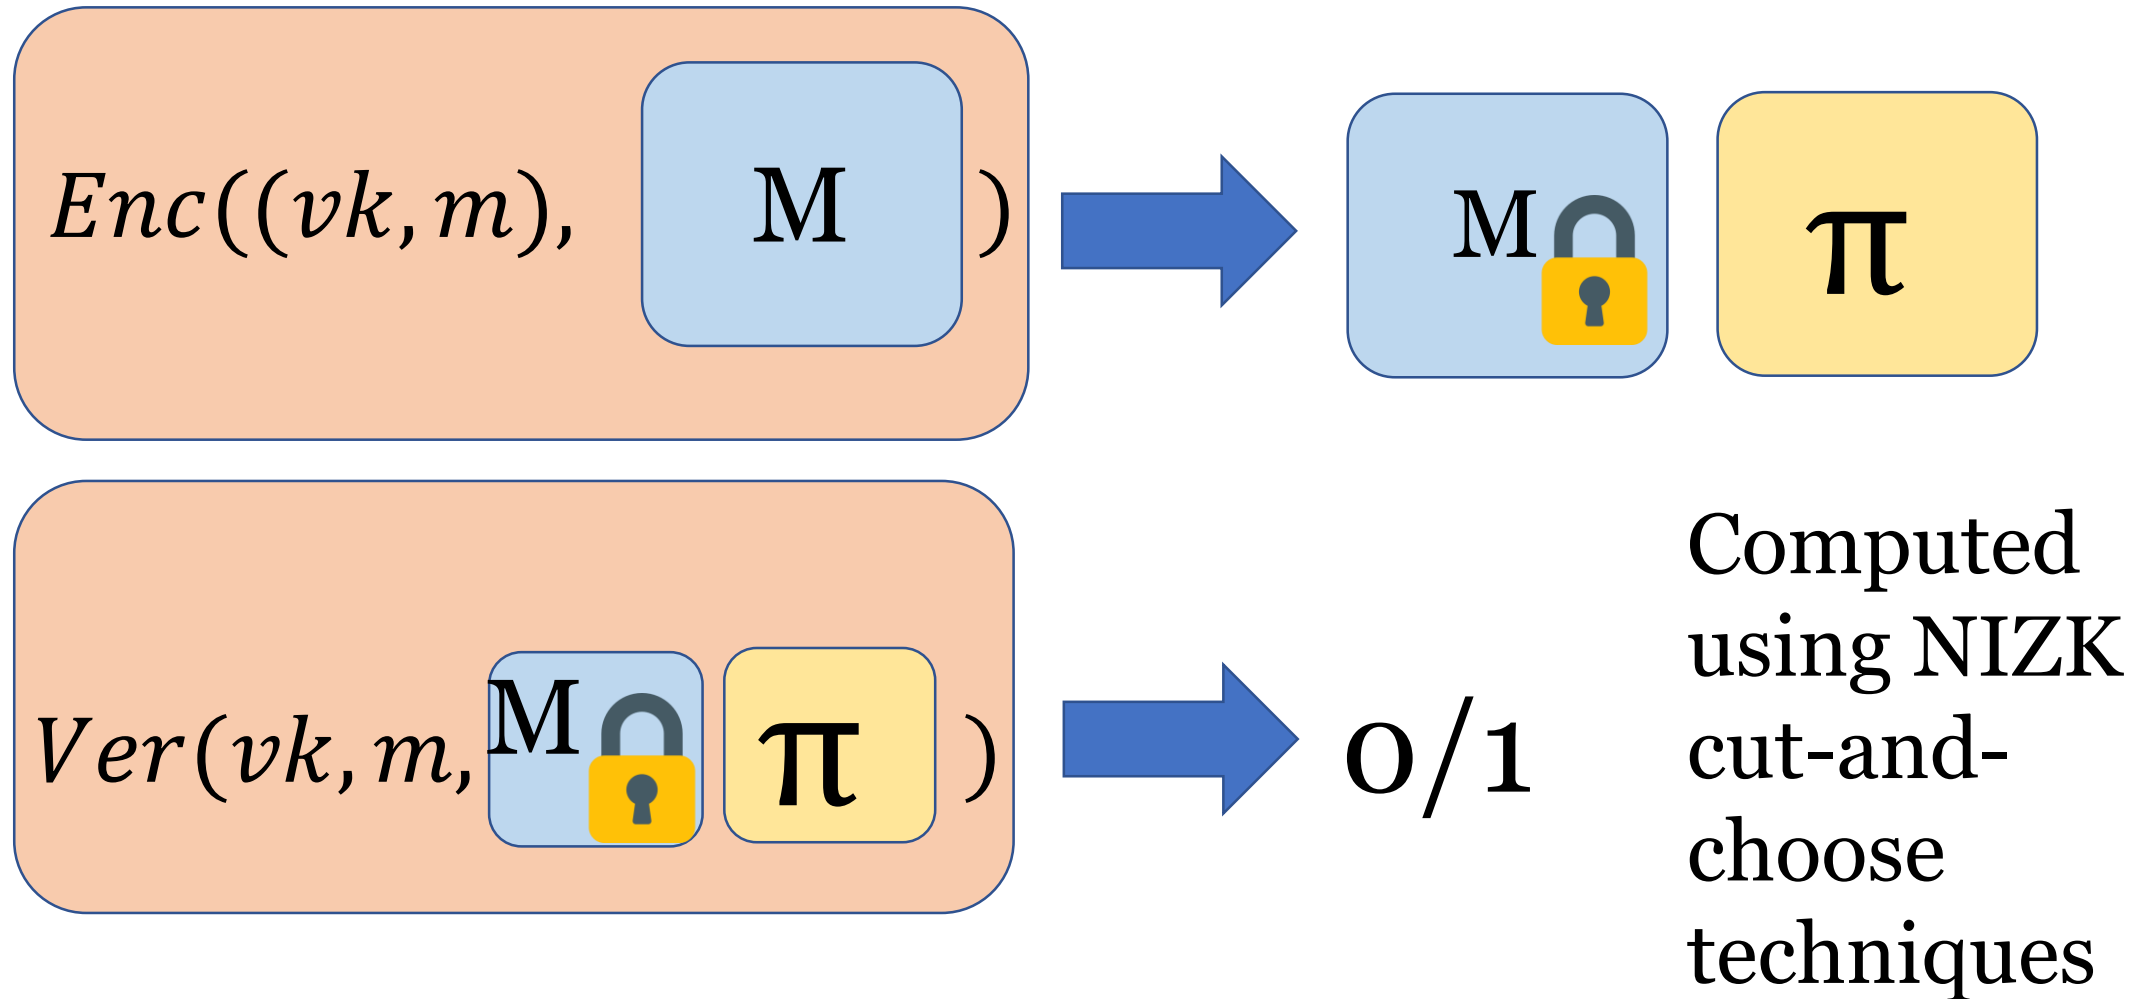 Enc((vk, m), M )
M π
Ver(vk, m, M π )
0/1
Computed
using NIZK
cut-and-
choose
techniques